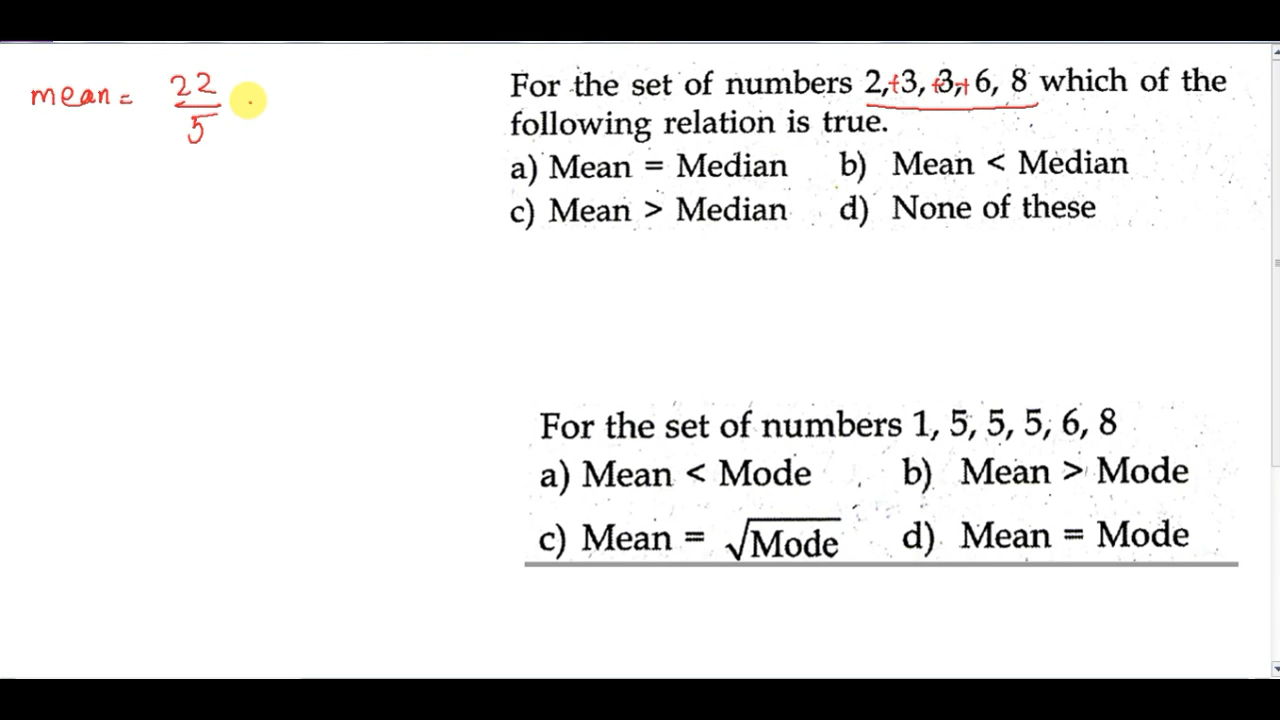 mean = 22/5
For the set of numbers 2,+3,+3,+6, 8 which of the
following relation is true.
a) Mean = Median b) Mean < Median
c) Mean > Median d) None of these
For the set of numbers 1, 5, 5, 5, 6, 8
a) Mean < Mode b) Mean > Mode
c) Mean = √Mode d) Mean = Mode